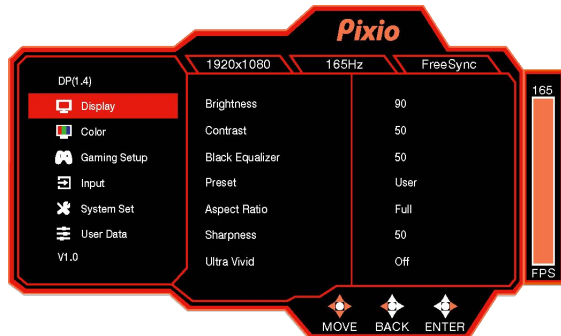 Pixio
1920x1080 165Hz FreeSync
DP(1.4)
Display
Color
Gaming Setup
Input
System Set
User Data
V1.0
Brightness 90
Contrast 50
Black Equalizer 50
Preset User
Aspect Ratio Full
Sharpness 50
Ultra Vivid Off
165
FPS
MOVE BACK ENTER